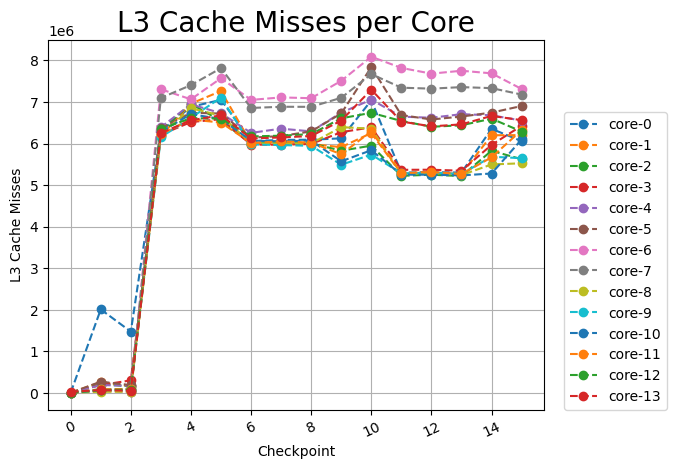 L3 Cache Misses per Core
1e6
8
7
6
5
4
3
2
1
0
L3 Cache Misses
0
2
4
6
8
10
12
14
Checkpoint
core-0
core-1
core-2
core-3
core-4
core-5
core-6
core-7
core-8
core-9
core-10
core-11
core-12
core-13